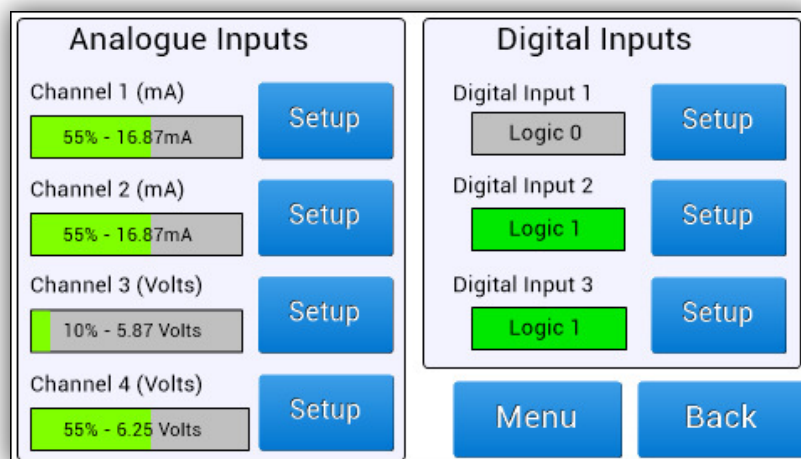 Analogue Inputs
Channel 1 (mA)
55% - 16.87mA
Setup
Channel 2 (mA)
55% - 16.87mA
Setup
Channel 3 (Volts)
10% - 5.87 Volts
Setup
Channel 4 (Volts)
55% - 6.25 Volts
Setup
Digital Inputs
Digital Input 1
Logic 0
Setup
Digital Input 2
Logic 1
Setup
Digital Input 3
Logic 1
Setup
Menu
Back